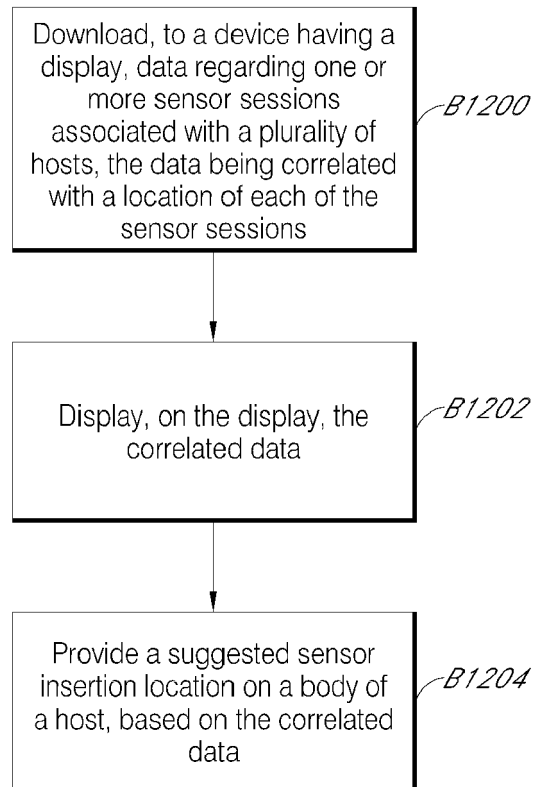 Download, to a device having a
display, data regarding one or
more sensor sessions
associated with a plurality of
hosts, the data being correlated
with a location of each of the
sensor sessions
B1200
Display, on the display, the
correlated data
B1202
Provide a suggested sensor
insertion location on a body of
a host, based on the correlated
data
B1204